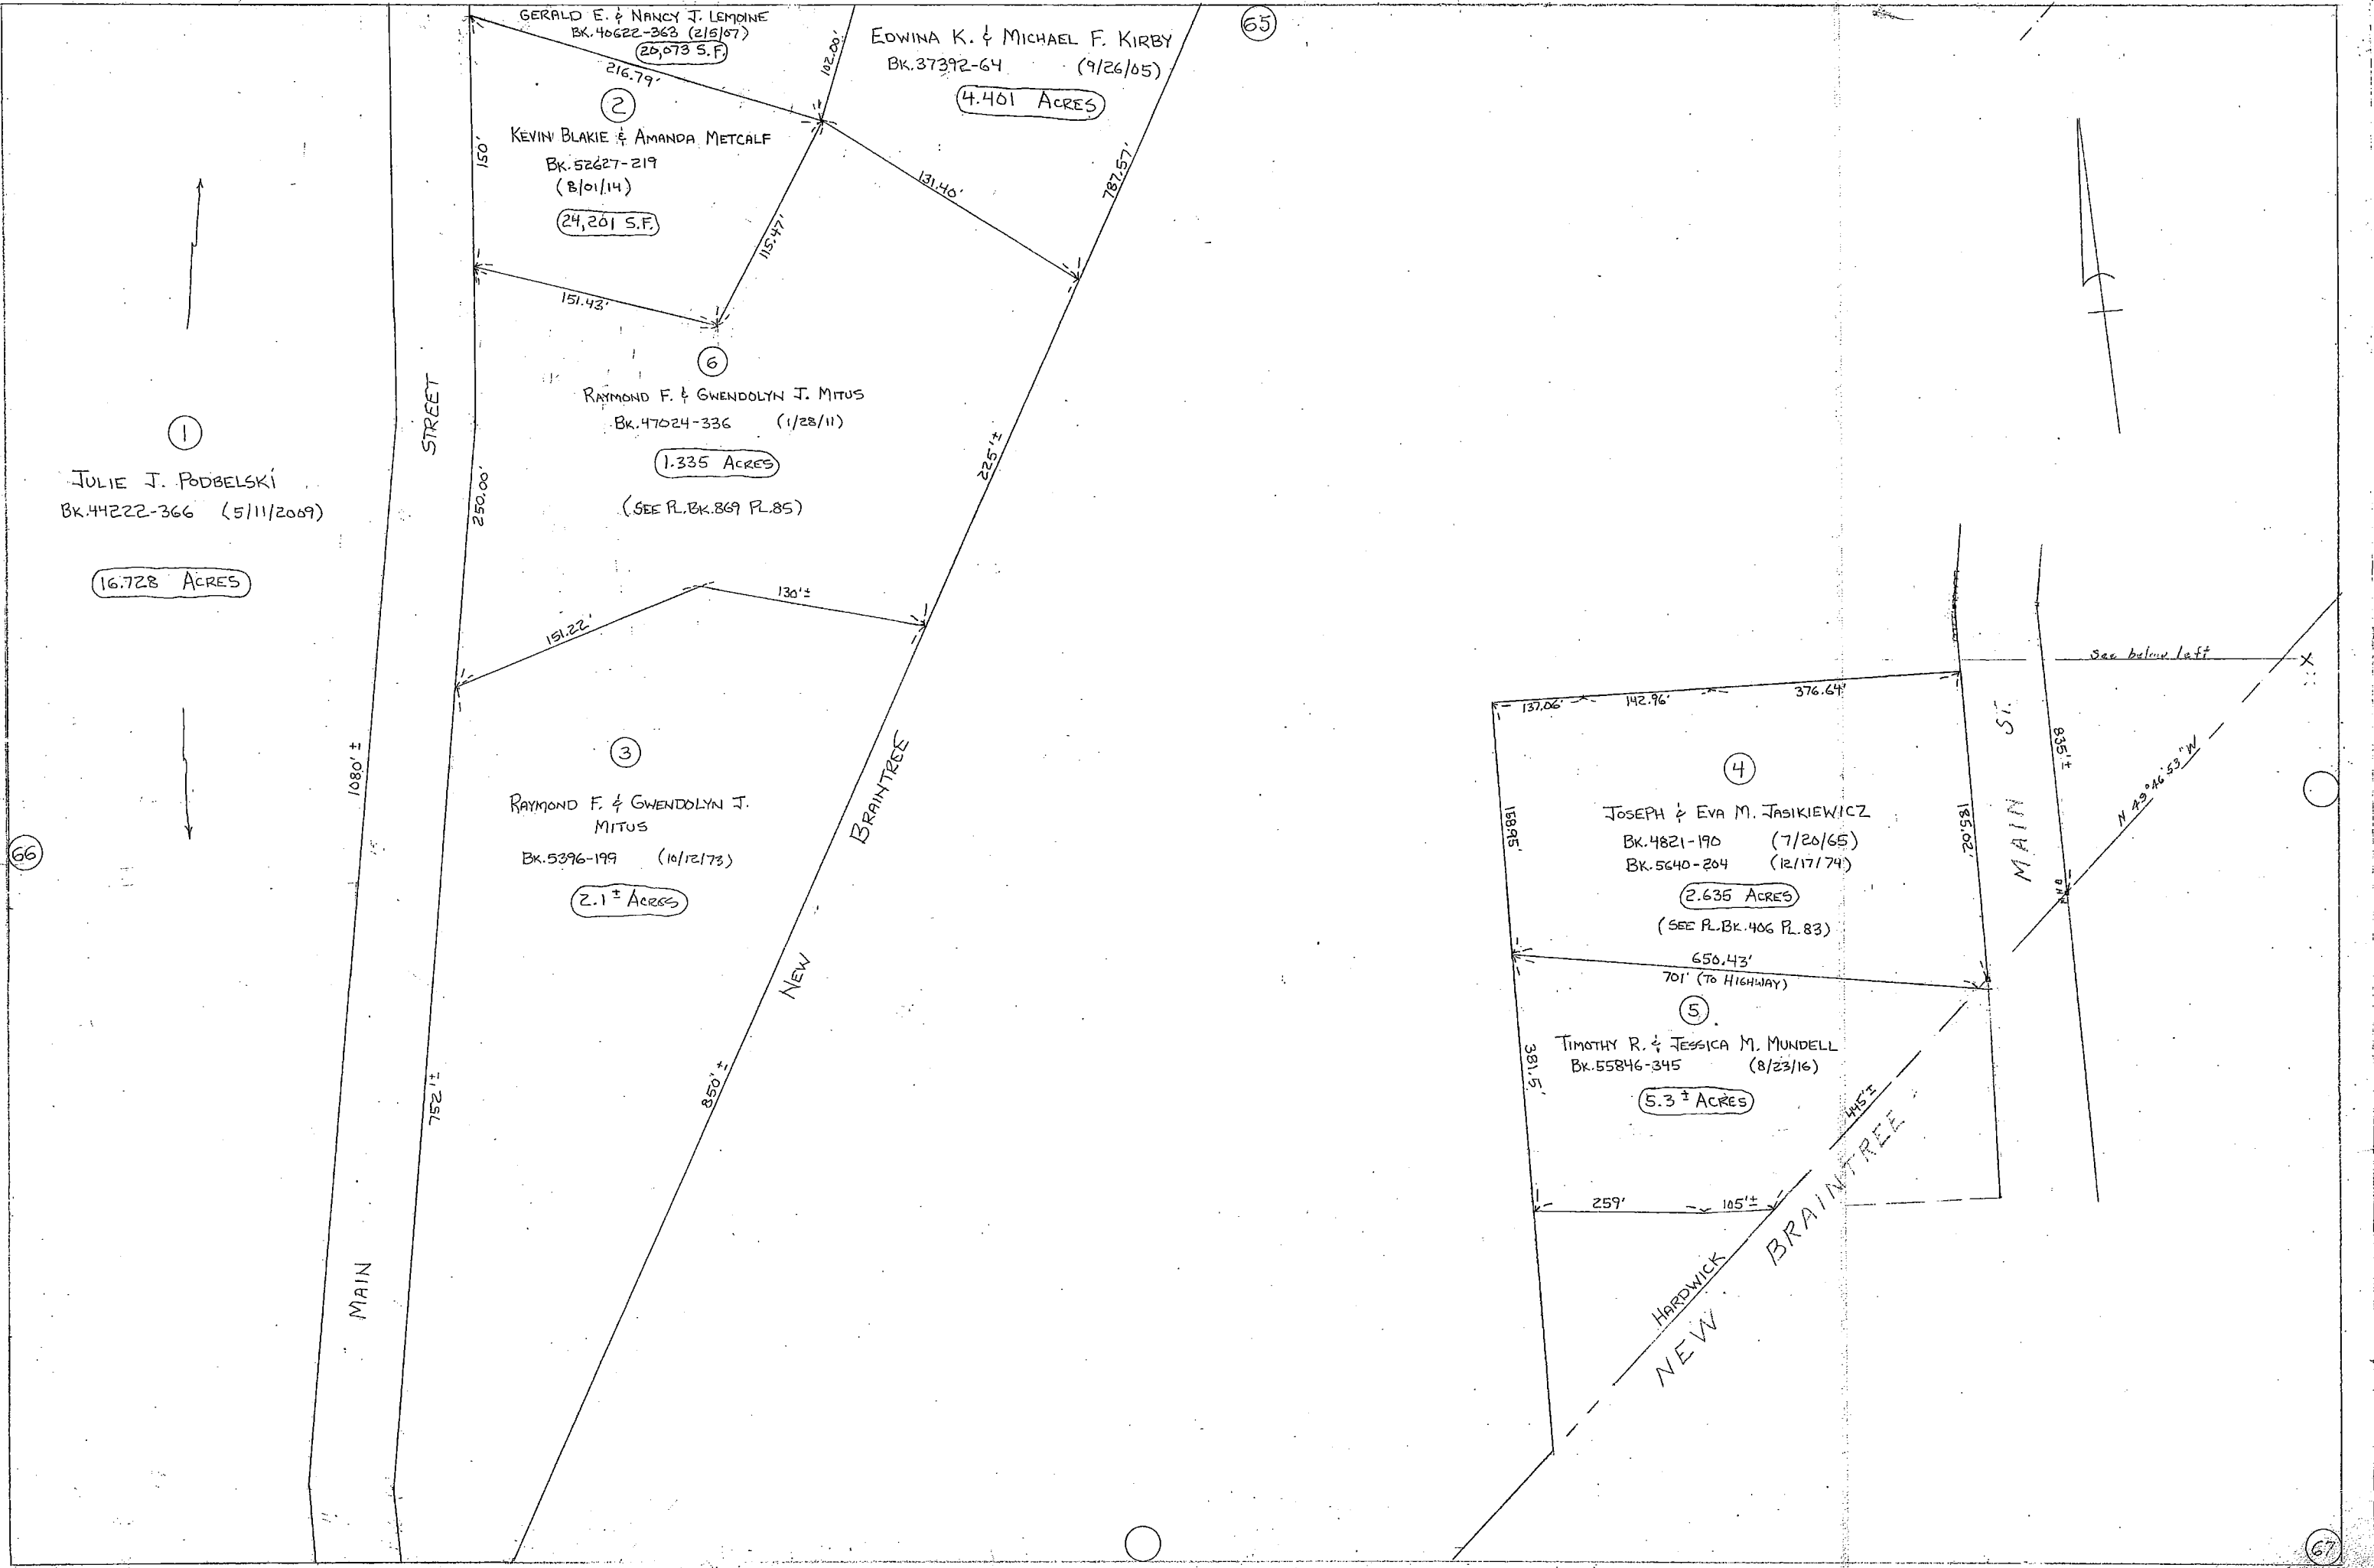 GERALD E. & NANCY J. LEMOINE
BK.40622-363 (2/5/07)
20,073 S.F.
216.79'
102.00'
EDWINA K. & MICHAEL F. KIRBY
BK.37392-64 (9/26/05)
4.401 ACRES
65
2
KEVIN BLAKIE & AMANDA METCALF
BK.52627-219
(8/01/14)
24,201 S.F.
150'
115.47'
131.40'
787.57'
151.43'
6
RAYMOND F. & GWENDOLYN J. MITUS
BK.47024-336 (1/28/11)
1.335 ACRES
(SEE PL.BK.869 PL.85)
STREET
250.00'
225'±
1
JULIE J. PODBELSKI
BK.44222-366 (5/11/2009)
16.728 ACRES
151.22'
130'±
1080'±
3
RAYMOND F. & GWENDOLYN J.
MITUS
BK.5396-199 (10/12/73)
2.1± ACRES
66
NEW BRAINTREE
850'±
752'±
MAIN
See below left
X
137.06'
142.96'
376.64'
4
JOSEPH & EVA M. JASIKIEWICZ
BK.4821-190 (7/20/65)
BK.5640-204 (12/17/74)
2.635 ACRES
(SEE PL.BK.406 PL.83)
185.02'
MAIN ST.
835'±
N 49°46'53"W
650.43'
701' (TO HIGHWAY)
5
TIMOTHY R. & JESSICA M. MUNDELL
BK.55846-345 (8/23/16)
5.3± ACRES
381.5'
445'±
259'
105'±
HARDWICK
NEW BRAINTREE
67